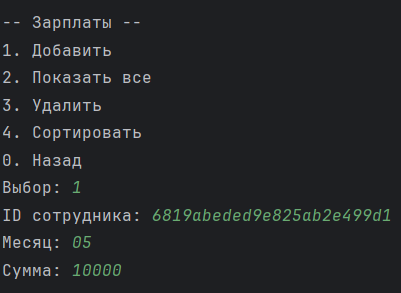 -- Зарплаты --
1. Добавить
2. Показать все
3. Удалить
4. Сортировать
0. Назад
Выбор: 1
ID сотрудника: 6819abeded9e825ab2e499d1
Месяц: 05
Сумма: 10000